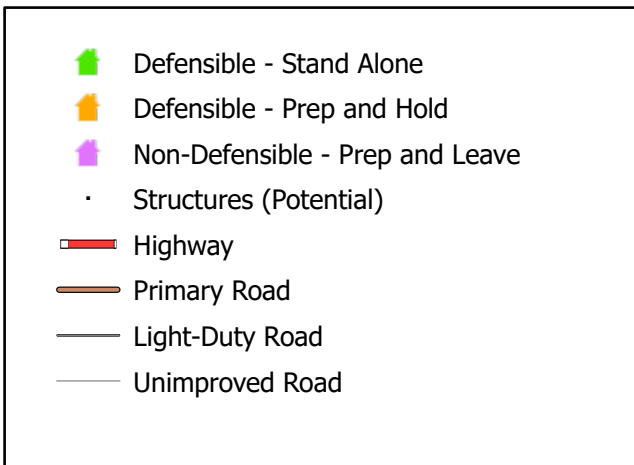 Defensible - Stand Alone
Defensible - Prep and Hold
Non-Defensible - Prep and Leave
Structures (Potential)
Highway
Primary Road
Light-Duty Road
Unimproved Road